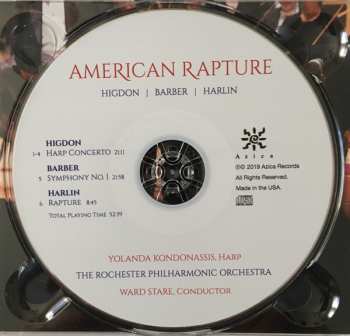 AMERICAN RAPTURE
HIGDON | BARBER | HARLIN
HIGDON
1-4 HARP CONCERTO 21:11
BARBER
5 SYMPHONY NO. 1 21:58
HARLIN
6 RAPTURE 8:45
TOTAL PLAYING TIME 52:19
Azica
℗© 2019 Azica Records
All Rights Reserved.
Made in the USA.
YOLANDA KONDONASSIS, HARP
THE ROCHESTER PHILHARMONIC ORCHESTRA
WARD STARE, CONDUCTOR